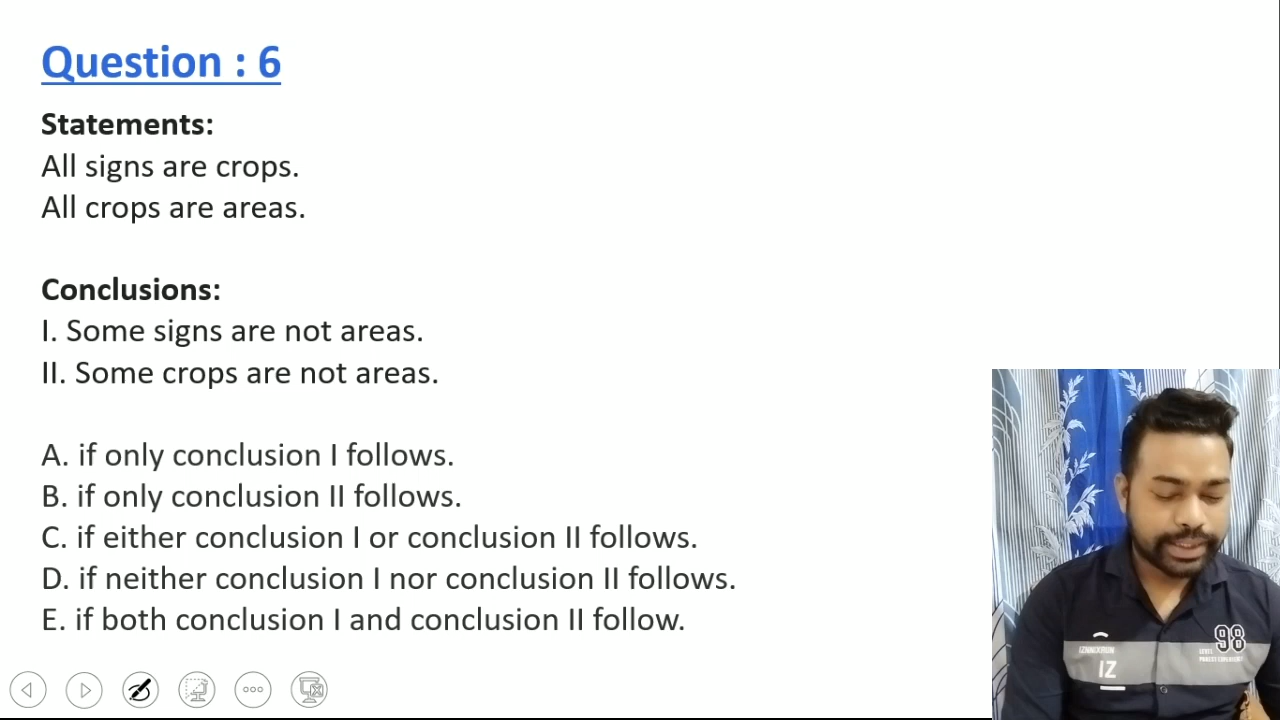 Question : 6
Statements:
All signs are crops.
All crops are areas.
Conclusions:
I. Some signs are not areas.
II. Some crops are not areas.
A. if only conclusion I follows.
B. if only conclusion II follows.
C. if either conclusion I or conclusion II follows.
D. if neither conclusion I nor conclusion II follows.
E. if both conclusion I and conclusion II follow.
98
IZ